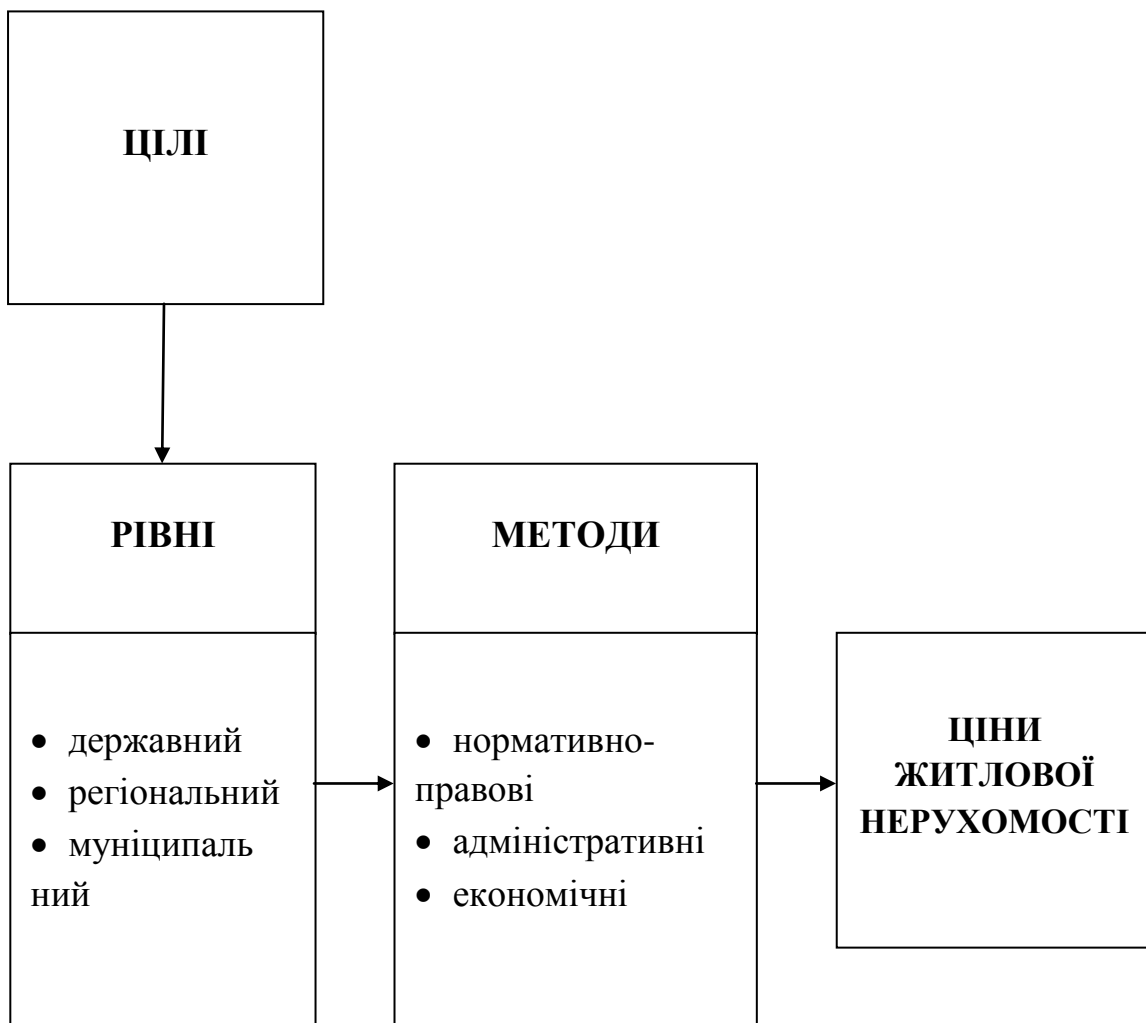 ЦІЛІ
РІВНІ
• державний
• регіональний
• муніципаль
ний
МЕТОДИ
• нормативно-
правові
• адміністративні
• економічні
ЦІНИ
ЖИТЛОВОЇ
НЕРУХОМОСТІ